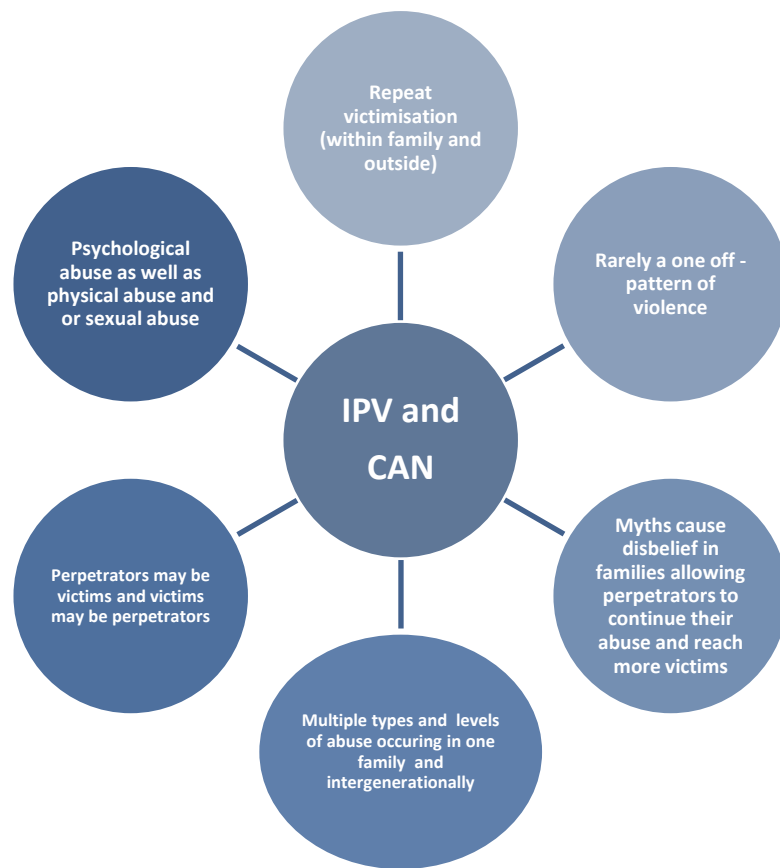 Repeat
victimisation
(within family and
outside)
Psychological
abuse as well as
physical abuse and
or sexual abuse
Rarely a one off -
pattern of
violence
IPV and
CAN
Perpetrators may be
victims and victims
may be perpetrators
Myths cause
disbelief in
families allowing
perpetrators to
continue their
abuse and reach
more victims
Multiple types and levels
of abuse occuring in one
family and
intergenerationally